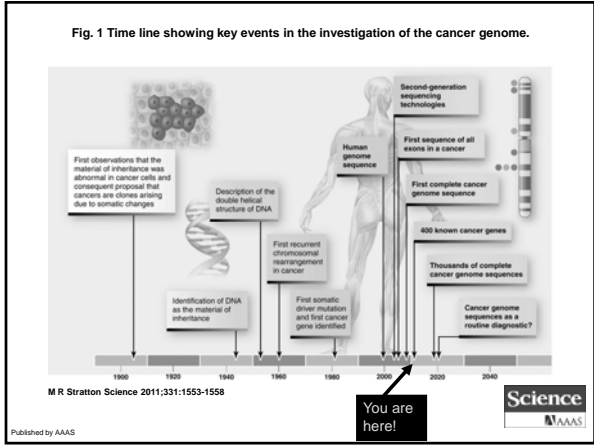 Fig. 1 Time line showing key events in the investigation of the cancer genome.
First observations that the
material of inheritance was
abnormal in cancer cells and
consequent proposal that
cancers are clones arising
due to somatic changes
Identification of DNA
as the material of
inheritance
Description of the
double helical
structure of DNA
First recurrent
chromosomal
rearrangement
in cancer
First somatic
driver mutation
and first cancer
gene identified
Human
genome
sequence
Second-generation
sequencing
technologies
First sequence of all
exons in a cancer
First complete cancer
genome sequence
400 known cancer genes
Thousands of complete
cancer genome sequences
Cancer genome
sequences as a
routine diagnostic?
1900 1920 1940 1960 1980 2000 2020 2040
M R Stratton Science 2011;331:1553-1558
You are
here!
Science
AAAS
Published by AAAS